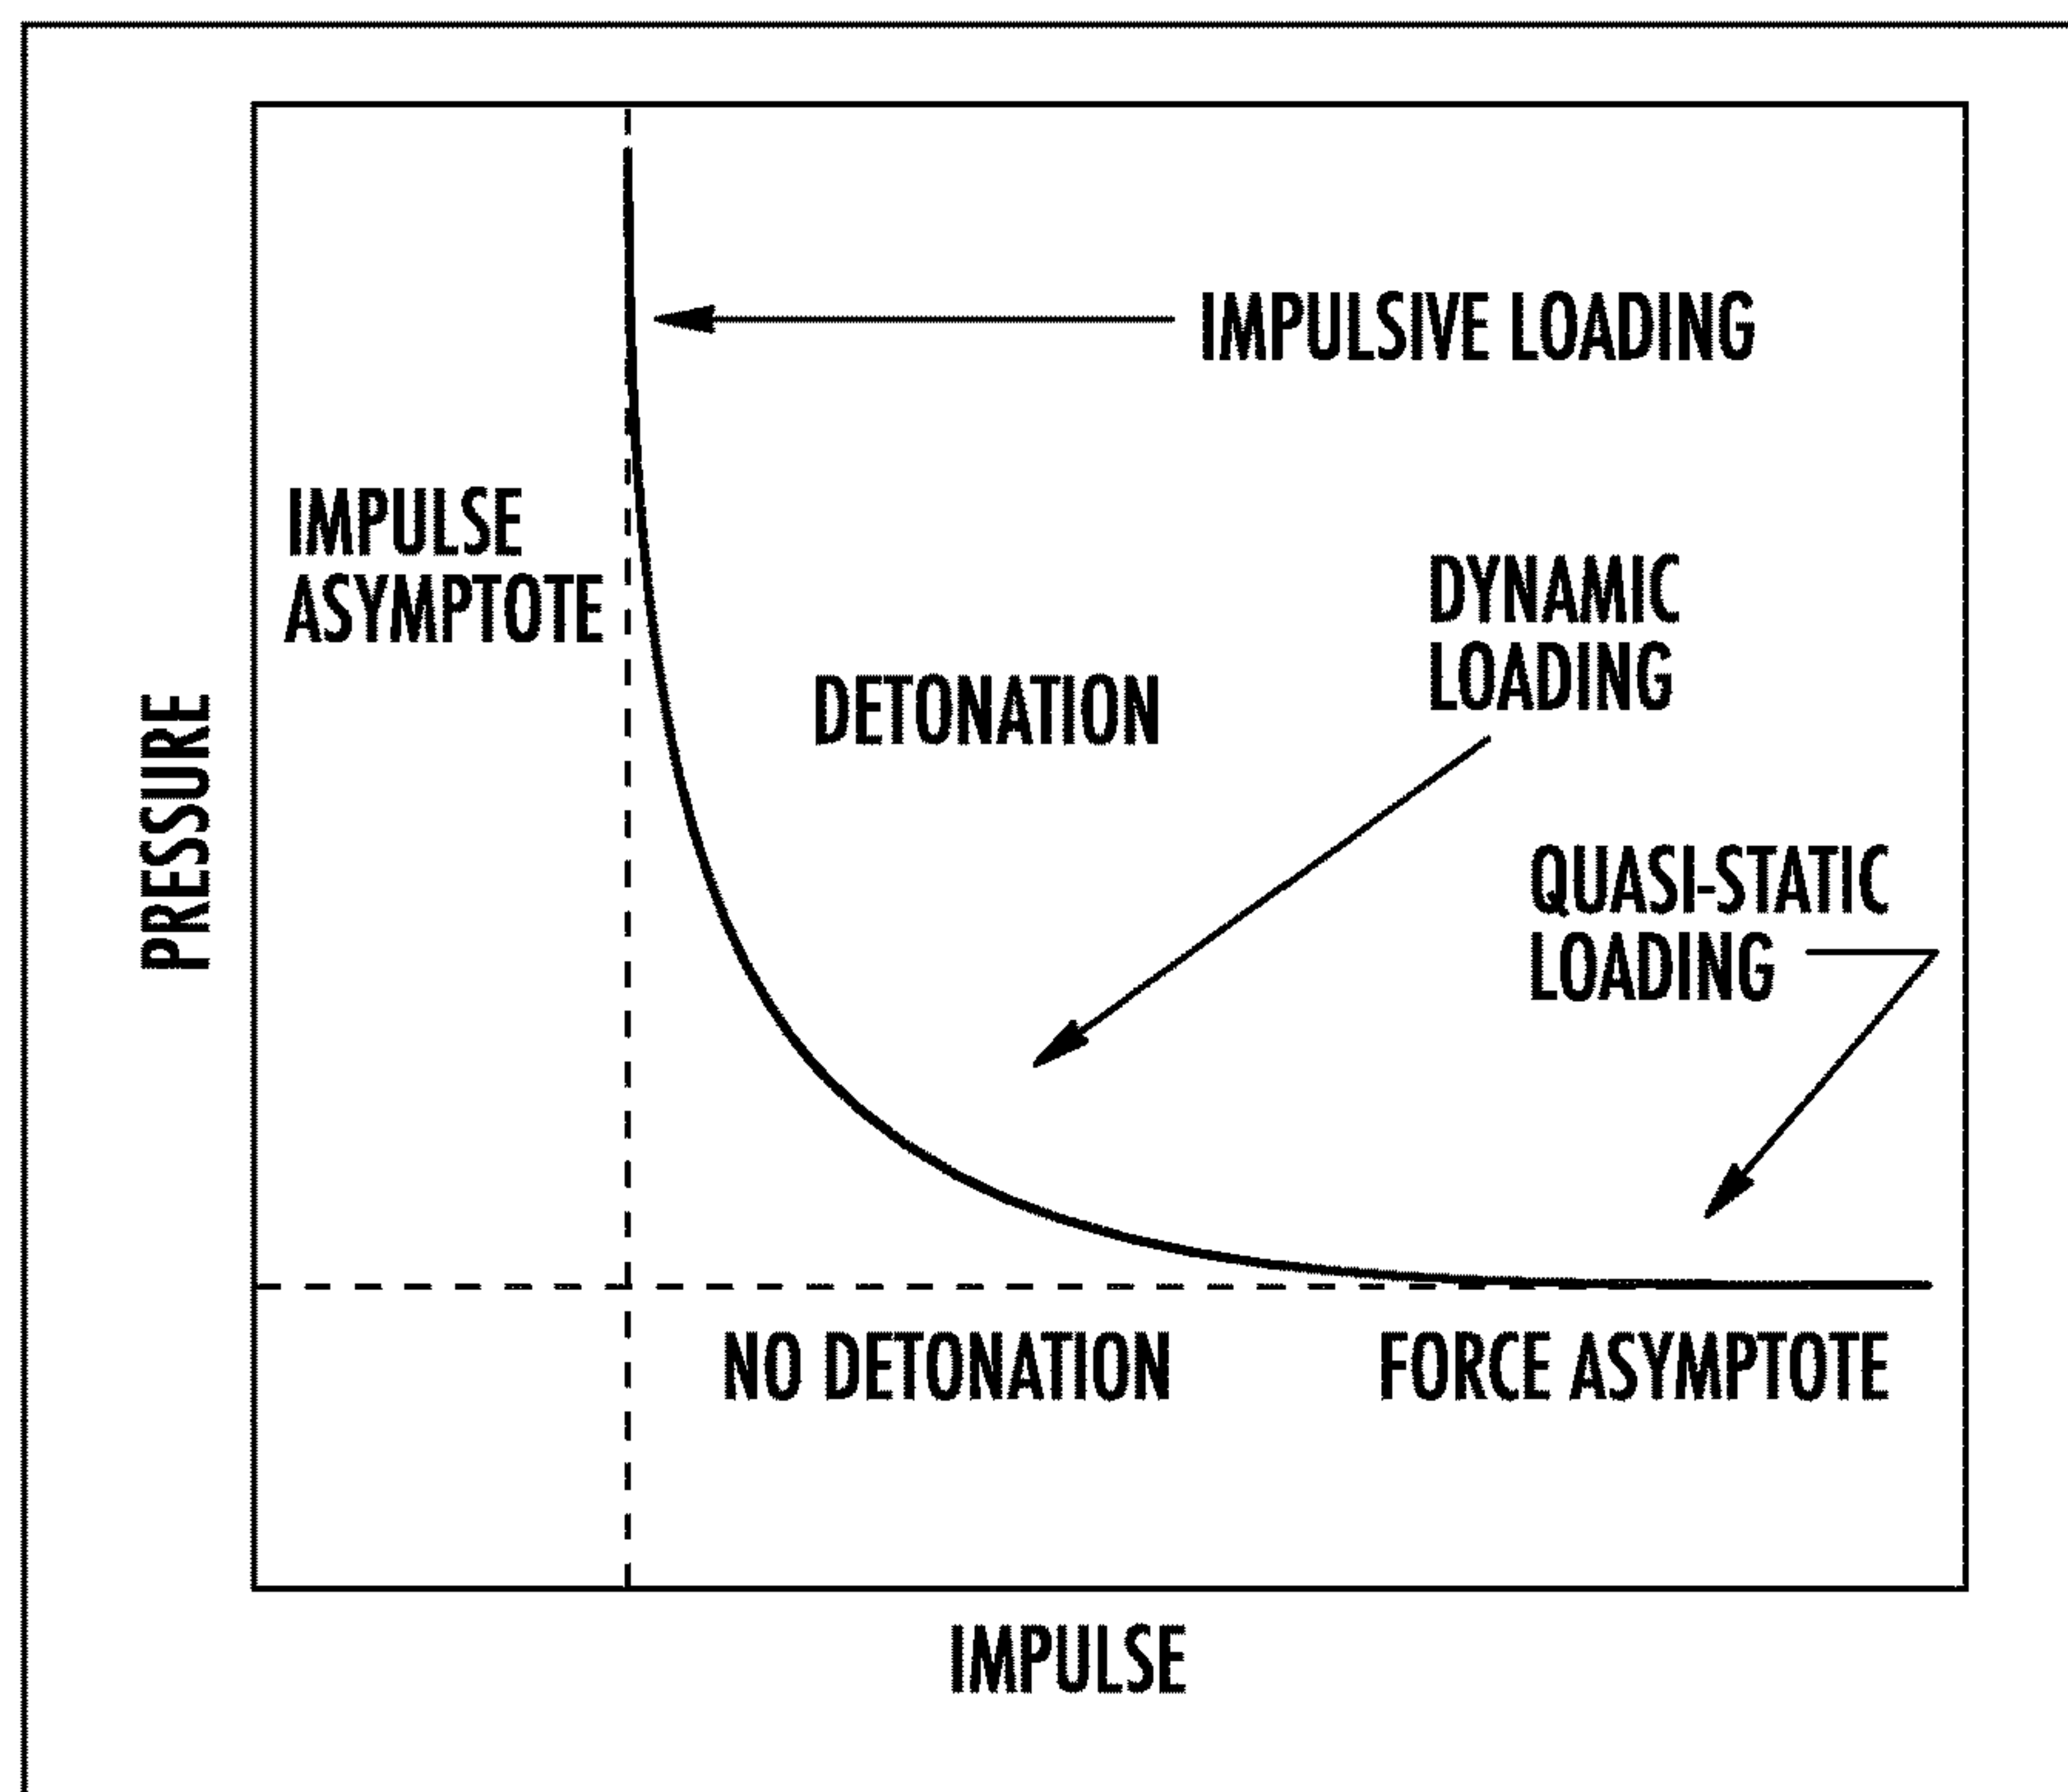 IMPULSIVE LOADING
IMPULSE
ASYMPTOTE
DYNAMIC
LOADING
DETONATION
PRESSURE
QUASI-STATIC
LOADING
NO DETONATION
FORCE ASYMPTOTE
IMPULSE